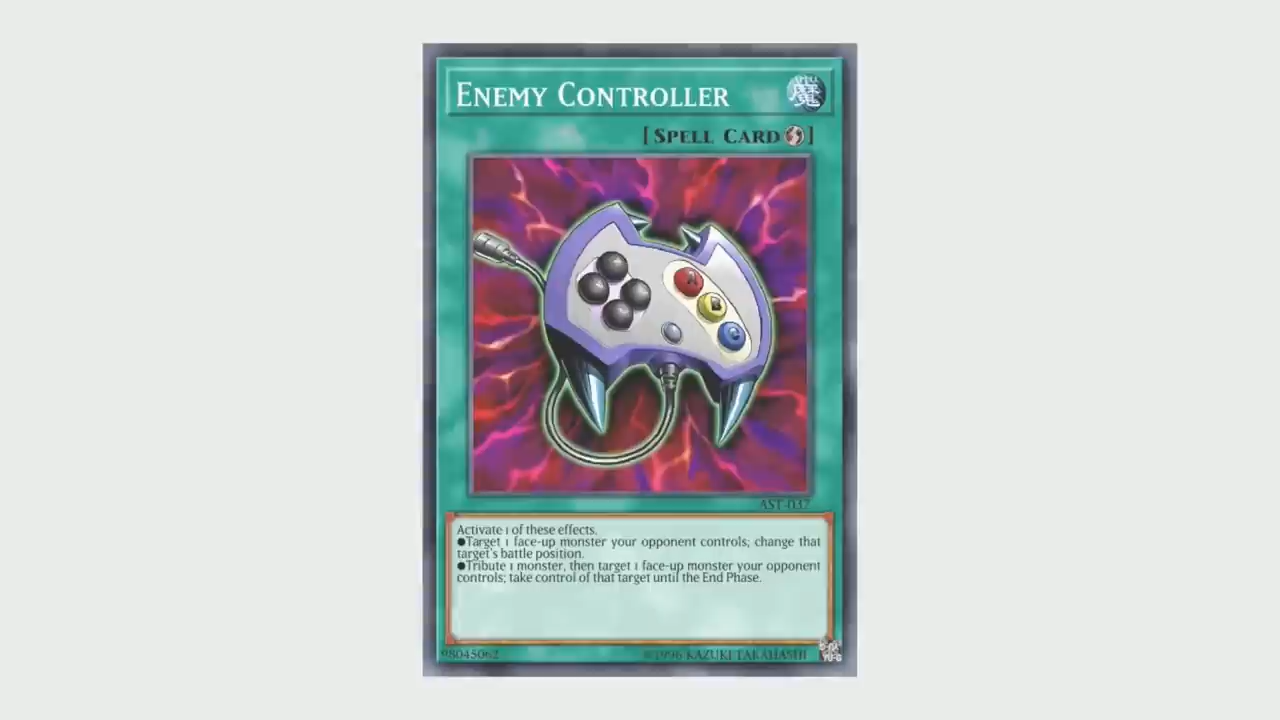 ENEMY CONTROLLER
魔
[SPELL CARD]
A
B
C
AST-037
Activate 1 of these effects.
●Target 1 face-up monster your opponent controls; change that
target's battle position.
●Tribute 1 monster, then target 1 face-up monster your opponent
controls; take control of that target until the End Phase.
98045062
©1996 KAZUKI TAKAHASHI